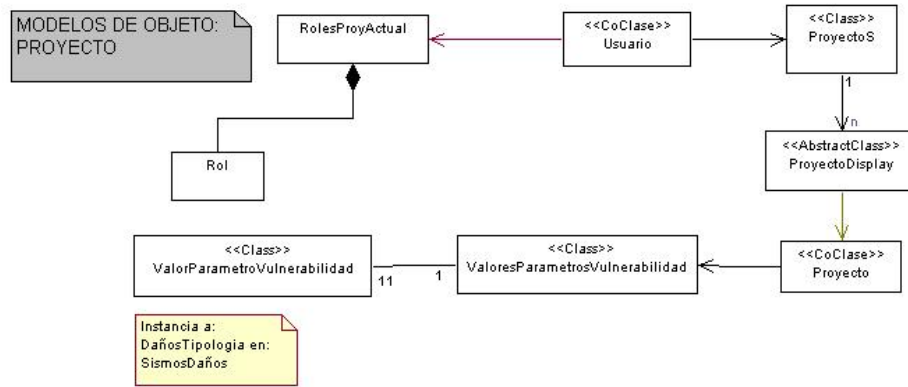 MODELOS DE OBJETO:
PROYECTO
RolesProyActual
<<CoClase>>
Usuario
<<Class>>
ProyectoS
1
n
Rol
<<AbstractClass>>
ProyectoDisplay
<<Class>>
ValorParametroVulnerabilidad
11
1
<<Class>>
ValoresParametrosVulnerabilidad
<<CoClase>>
Proyecto
Instancia a:
DañosTipologia en:
SismosDaños